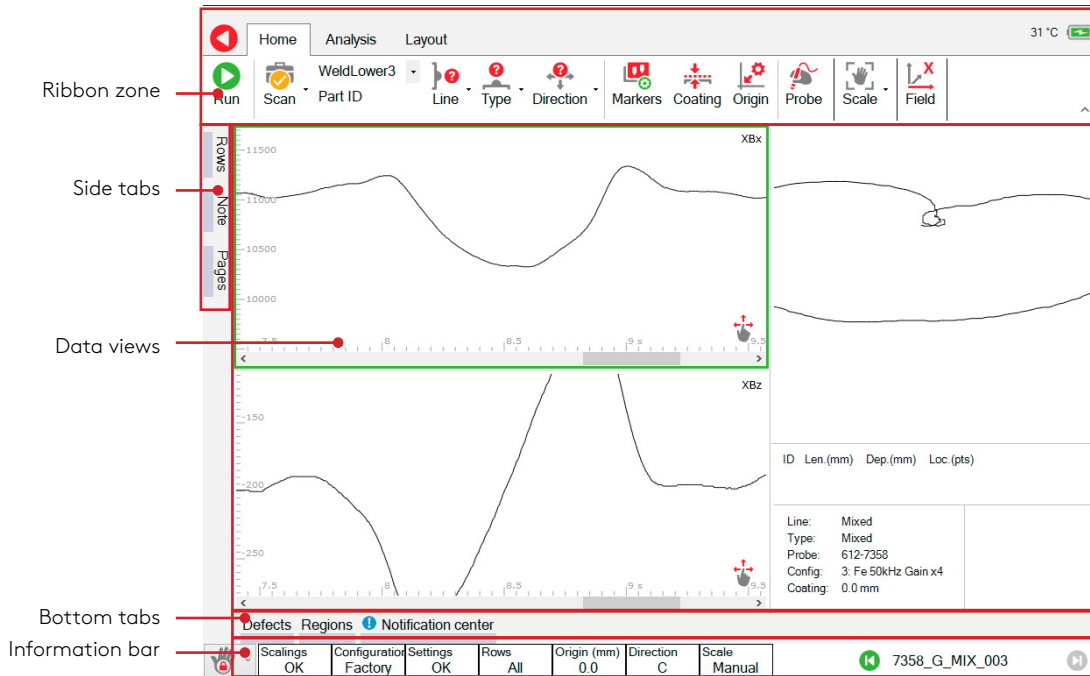 Home Analysis Layout 31 °C
Ribbon zone
Run
Scan
WeldLower3
Part ID
Line
Type
Direction
Markers
Coating
Origin
Probe
Scale
Field
Side tabs
Rows
Note
Pages
XBx
11500
11000
10500
10000
7.5 8 8.5 9 s 9.5
Data views
XBz
-150
-200
-250
7.5 8 8.5 9 s 9.5
ID Len.(mm) Dep.(mm) Loc.(pts)
Line: Mixed
Type: Mixed
Probe: 612-7358
Config: 3: Fe 50kHz Gain x4
Coating: 0.0 mm
Bottom tabs
Defects Regions Notification center
Information bar
Scalings Configuration Settings Rows Origin (mm) Direction Scale
OK Factory OK All 0.0 C Manual
7358_G_MIX_003